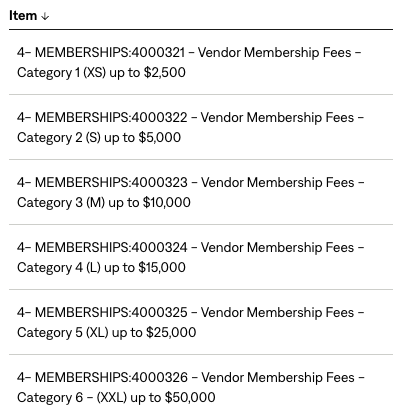 Item ↓
4- MEMBERSHIPS:4000321 - Vendor Membership Fees -
Category 1 (XS) up to $2,500
4- MEMBERSHIPS:4000322 - Vendor Membership Fees -
Category 2 (S) up to $5,000
4- MEMBERSHIPS:4000323 - Vendor Membership Fees -
Category 3 (M) up to $10,000
4- MEMBERSHIPS:4000324 - Vendor Membership Fees -
Category 4 (L) up to $15,000
4- MEMBERSHIPS:4000325 - Vendor Membership Fees -
Category 5 (XL) up to $25,000
4- MEMBERSHIPS:4000326 - Vendor Membership Fees -
Category 6 - (XXL) up to $50,000